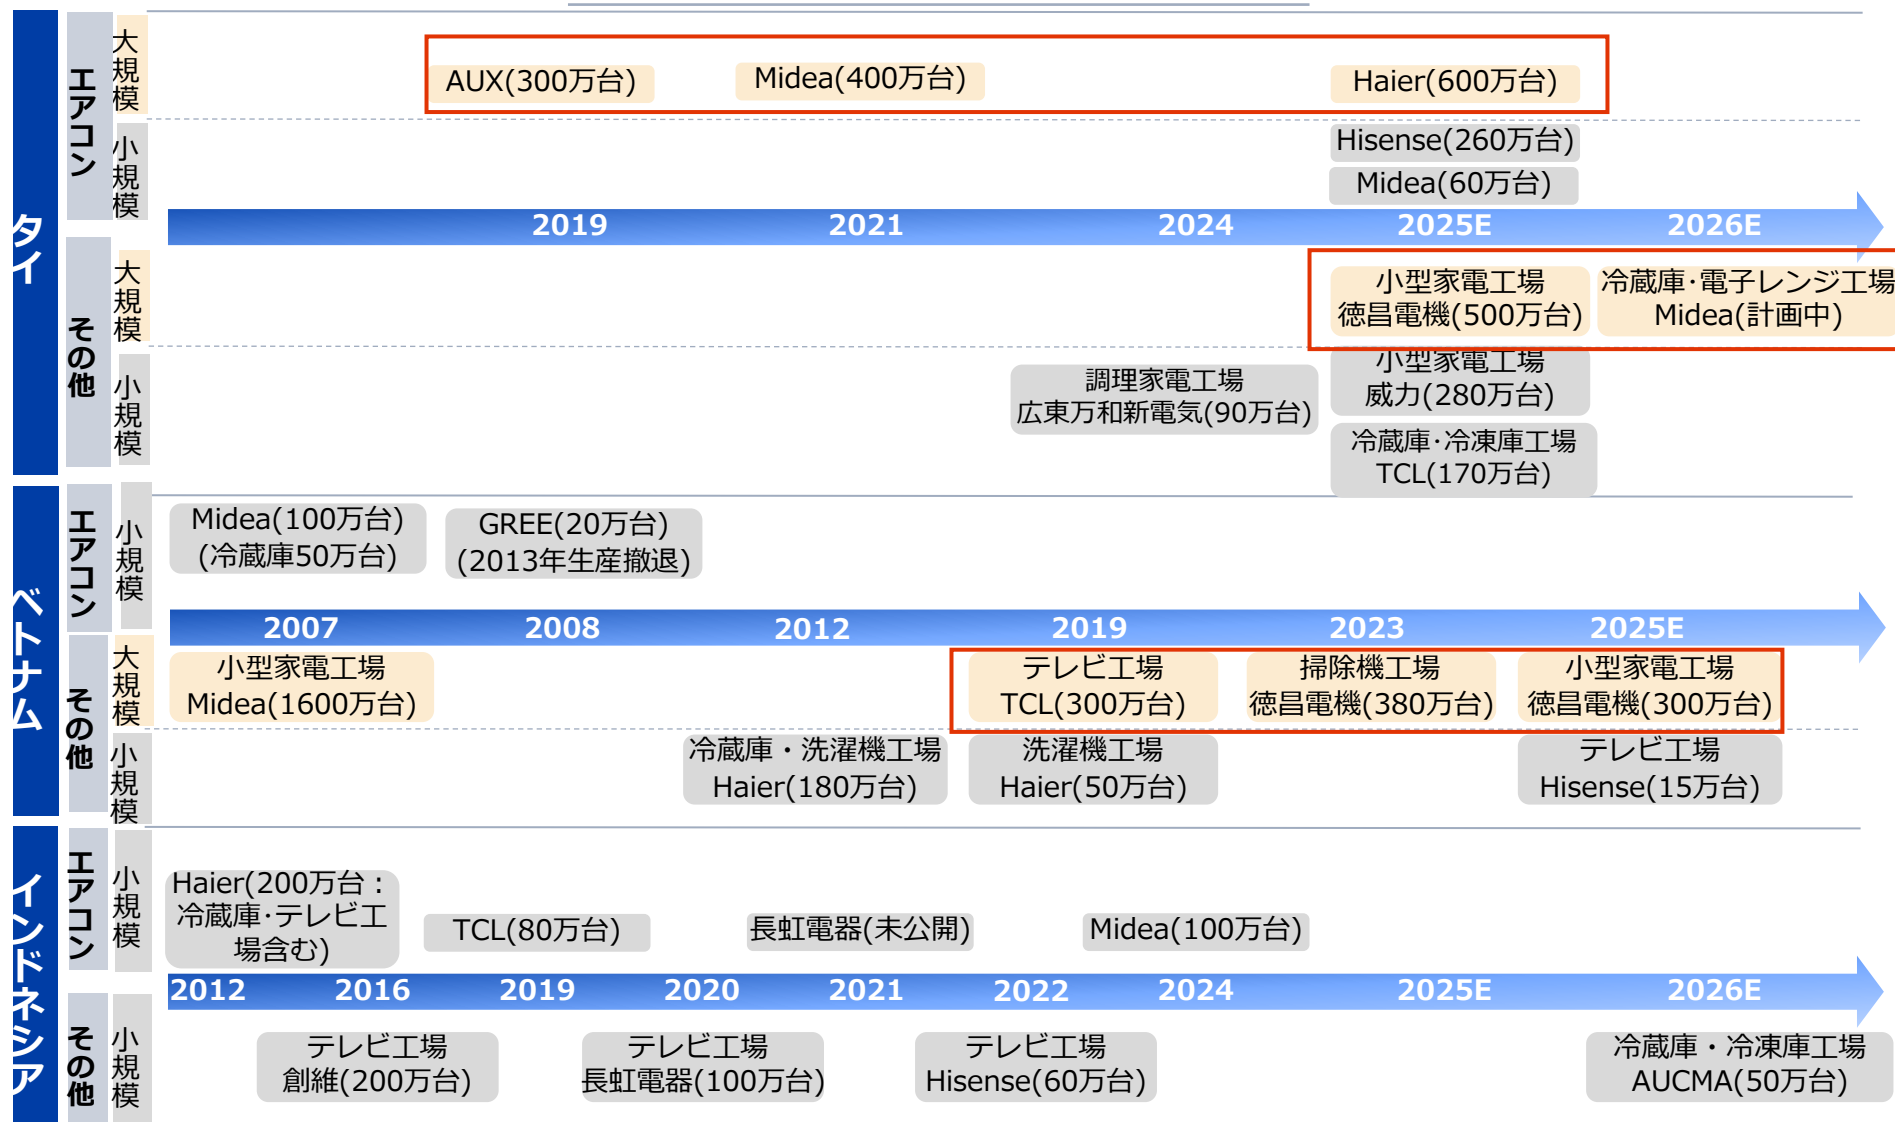 タイ
エアコン
大規模
AUX(300万台)
Midea(400万台)
Haier(600万台)
小規模
Hisense(260万台)
Midea(60万台)
2019
2021
2024
2025E
2026E
その他
大規模
小型家電工場
徳昌電機(500万台)
冷蔵庫･電子レンジ工場
Midea(計画中)
小規模
調理家電工場
広東万和新電気(90万台)
小型家電工場
威力(280万台)
冷蔵庫･冷凍庫工場
TCL(170万台)
ベトナム
エアコン
小規模
Midea(100万台)
(冷蔵庫50万台)
GREE(20万台)
(2013年生産撤退)
2007
2008
2012
2019
2023
2025E
その他
大規模
小型家電工場
Midea(1600万台)
テレビ工場
TCL(300万台)
掃除機工場
徳昌電機(380万台)
小型家電工場
徳昌電機(300万台)
小規模
冷蔵庫・洗濯機工場
Haier(180万台)
洗濯機工場
Haier(50万台)
テレビ工場
Hisense(15万台)
インドネシア
エアコン
小規模
Haier(200万台：
冷蔵庫･テレビ工
場含む)
TCL(80万台)
長虹電器(未公開)
Midea(100万台)
2012
2016
2019
2020
2021
2022
2024
2025E
2026E
その他
小規模
テレビ工場
創維(200万台)
テレビ工場
長虹電器(100万台)
テレビ工場
Hisense(60万台)
冷蔵庫・冷凍庫工場
AUCMA(50万台)